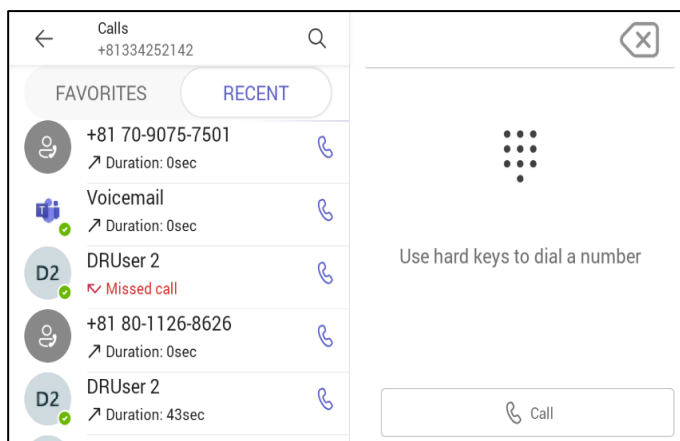 Calls
+81334252142
FAVORITES
RECENT
+81 70-9075-7501
Duration: 0sec
Voicemail
Duration: 0sec
DRUser 2
Missed call
D2
+81 80-1126-8626
Duration: 0sec
DRUser 2
Duration: 43sec
D2
Use hard keys to dial a number
Call